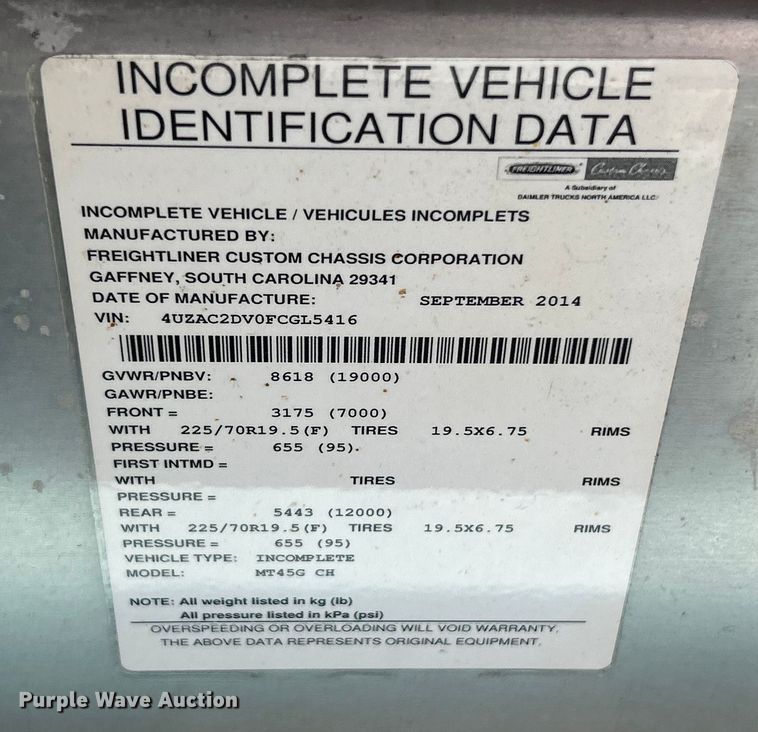 INCOMPLETE VEHICLE
IDENTIFICATION DATA
FREIGHTLINER Custom Chassis
A Subsidiary of
DAIMLER TRUCKS NORTH AMERICA LLC.
INCOMPLETE VEHICLE / VEHICULES INCOMPLETS
MANUFACTURED BY:
FREIGHTLINER CUSTOM CHASSIS CORPORATION
GAFFNEY, SOUTH CAROLINA 29341
DATE OF MANUFACTURE: SEPTEMBER 2014
VIN: 4UZAC2DV0FCGL5416
GVWR/PNBV: 8618 (19000)
GAWR/PNBE:
FRONT = 3175 (7000)
WITH 225/70R19.5(F) TIRES 19.5X6.75 RIMS
PRESSURE = 655 (95)
FIRST INTMD =
WITH TIRES RIMS
PRESSURE =
REAR = 5443 (12000)
WITH 225/70R19.5(F) TIRES 19.5X6.75 RIMS
PRESSURE = 655 (95)
VEHICLE TYPE: INCOMPLETE
MODEL: MT45G CH
NOTE: All weight listed in kg (lb)
All pressure listed in kPa (psi)
OVERSPEEDING OR OVERLOADING WILL VOID WARRANTY.
THE ABOVE DATA REPRESENTS ORIGINAL EQUIPMENT.
Purple Wave Auction